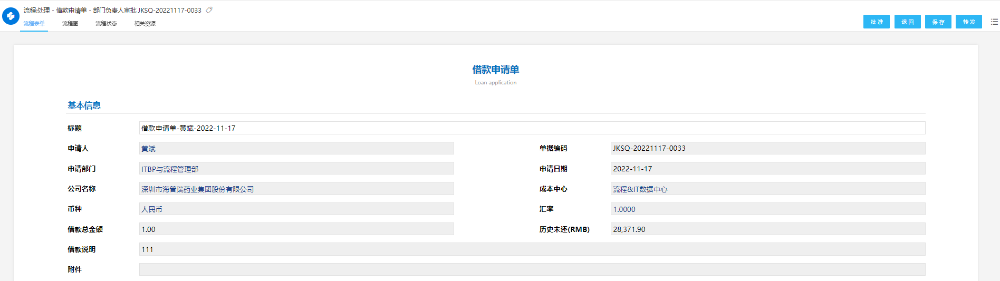 流程:处理 - 借款申请单 - 部门负责人审批 JKSQ-20221117-0033
流程表单 流程图 流程状态 相关资源
批准 退回 保存 转发
借款申请单
Loan application
基本信息
标题 借款申请单-黄斌-2022-11-17
申请人 黄斌 单据编码 JKSQ-20221117-0033
申请部门 ITBP与流程管理部 申请日期 2022-11-17
公司名称 深圳市海普瑞药业集团股份有限公司 成本中心 流程&IT数据中心
币种 人民币 汇率 1.0000
借款总金额 1.00 历史未还(RMB) 28,371.90
借款说明 111
附件